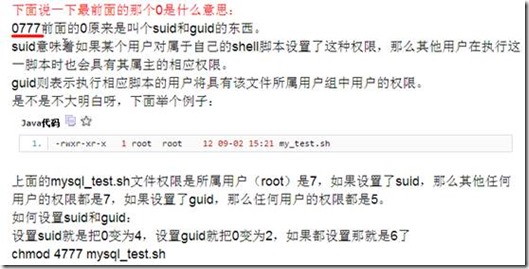 下面说一下最前面的那个0是什么意思：
0777前面的0原来是叫个suid和guid的东西。
suid意味着如果某个用户对属于自己的shell脚本设置了这种权限，那么其他用户在执行这
一脚本时也会具有其属主的相应权限。
guid则表示执行相应脚本的用户将具有该文件所属用户组中用户的权限。
是不是不大明白呀，下面举个例子：
Java代码
1. -rwxr-xr-x 1 root root 12 09-02 15:21 my_test.sh
上面的mysql_test.sh文件权限是所属用户（root）是7，如果设置了suid，那么其他任何
用户的权限都是7，如果设置了guid，那么任何用户的权限都是5。
如何设置suid和guid：
设置suid就是把0变为4，设置guid就把0变为2，如果都设置那就是6了
chmod 4777 mysql_test.sh